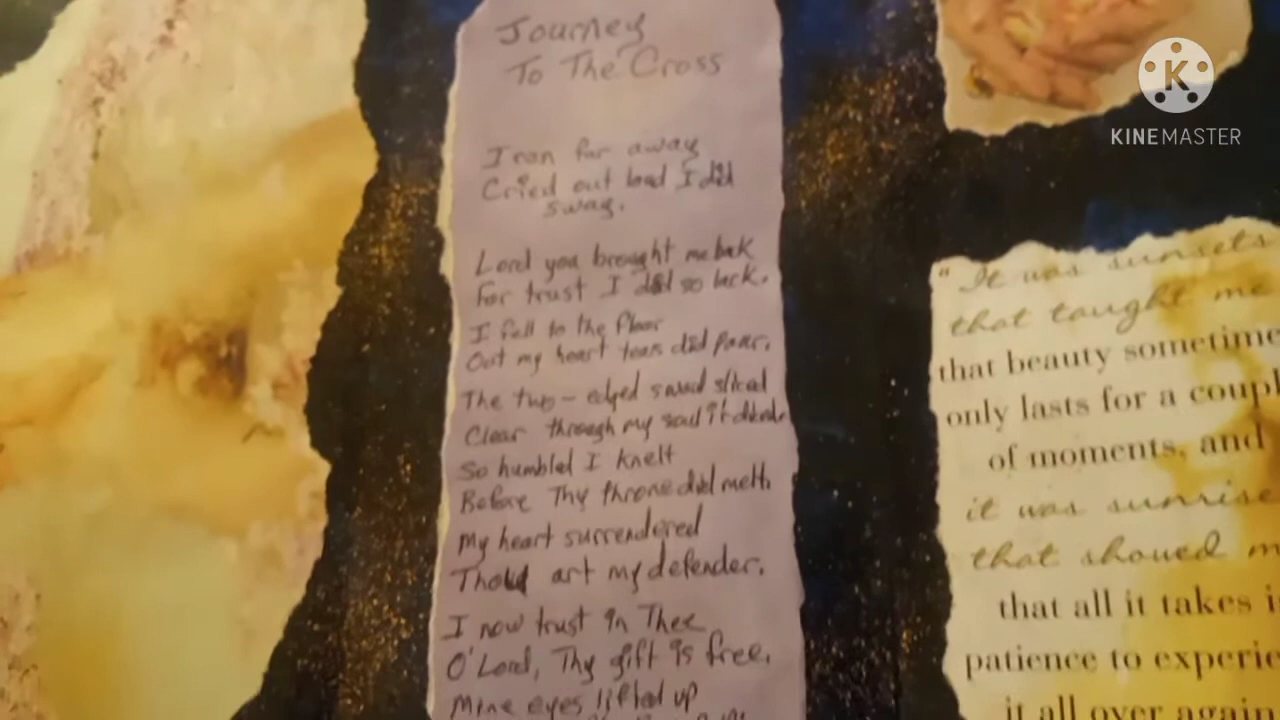 Journey
To The Cross
I ran far away
Cried out loud I did
sway.
Lord you brought me back
For trust I did so lack.
I fell to the floor
Out my heart tears did pour.
The two-edged sword sliced
Clear through my soul it
So humbled I knelt
Before Thy throne did melt.
My heart surrendered
Thou art my defender.
I now trust in Thee
O'Lord, Thy gift is free.
Mine eyes lifted up
"It was sunsets
that taught me
that beauty sometime
only lasts for a coupl
of moments, and
it was sunrise
that showed m
that all it takes i
patience to experie
it all over again
K
KINEMASTER